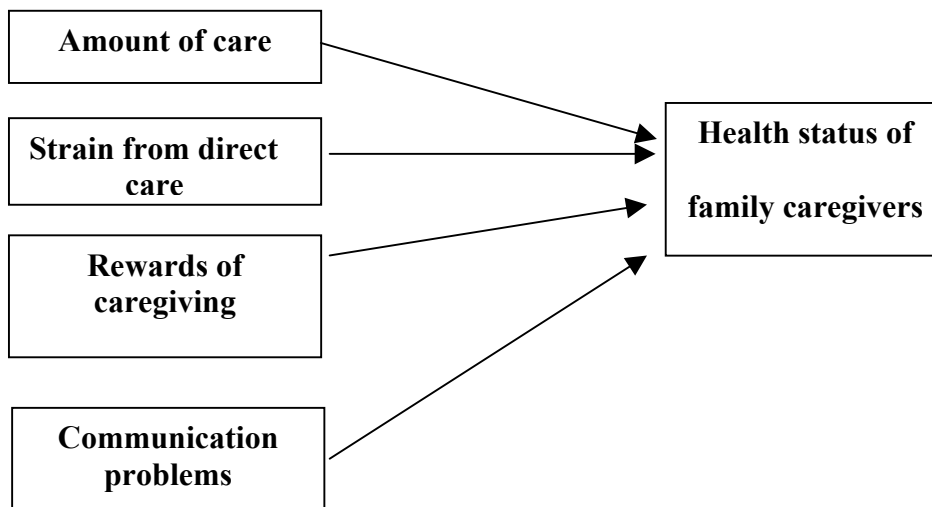 Amount of care
Strain from direct
care
Rewards of
caregiving
Communication
problems
Health status of
family caregivers